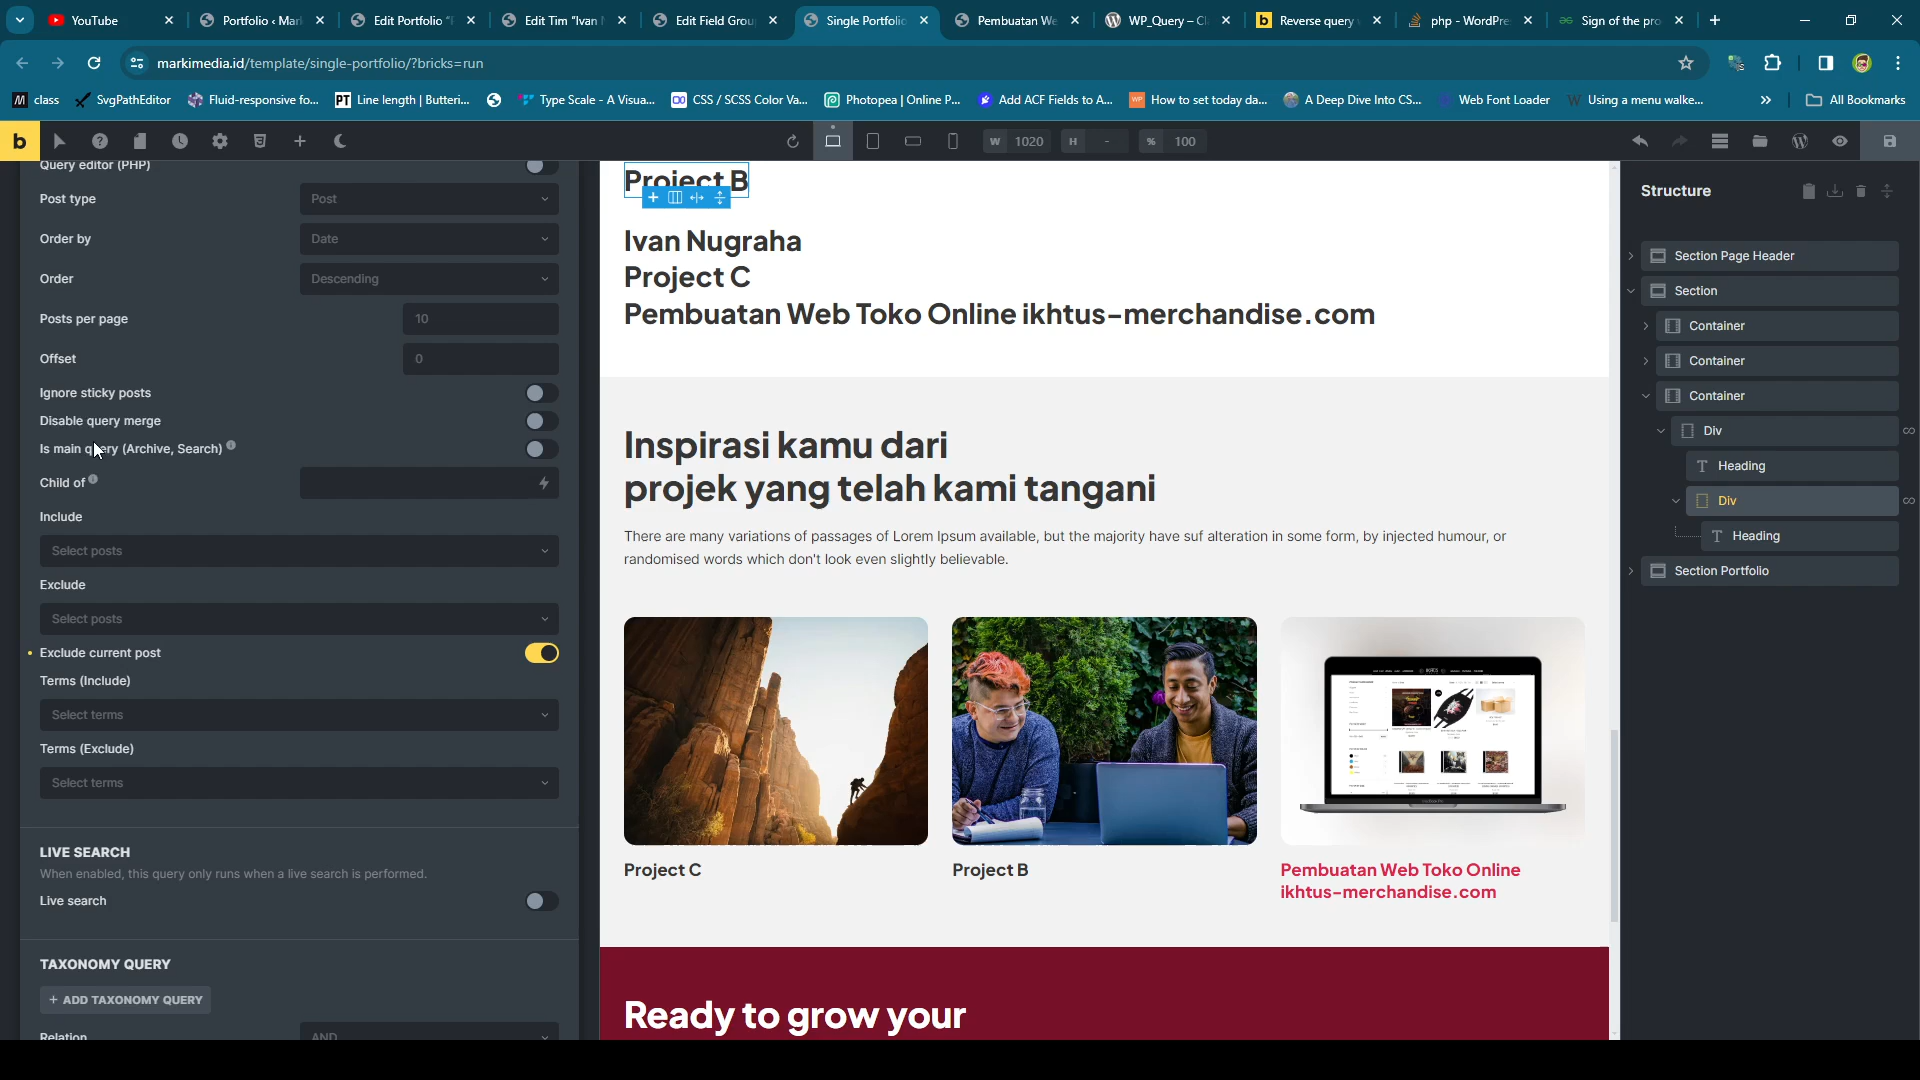 YouTube
Portfolio ‹ Mark
Edit Portfolio "P
Edit Tim "Ivan N
Edit Field Grou
Single Portfolio
Pembuatan We
WP_Query – Cl
Reverse query
php - WordPre
Sign of the pro
markimedia.id/template/single-portfolio/?bricks=run
class
SvgPathEditor
Fluid-responsive fo...
PT Line length | Butteri...
Type Scale - A Visua...
CSS / SCSS Color Va...
Photopea | Online P...
Add ACF Fields to A...
How to set today da...
A Deep Dive Into CS...
Web Font Loader
Using a menu walke...
All Bookmarks
b
W 1020
H -
% 100
Query editor (PHP)
Post type
Post
Order by
Date
Order
Descending
Posts per page
10
Offset
0
Ignore sticky posts
Disable query merge
Is main query (Archive, Search)
Child of
Include
Select posts
Exclude
Select posts
Exclude current post
Terms (Include)
Select terms
Terms (Exclude)
Select terms
LIVE SEARCH
When enabled, this query only runs when a live search is performed.
Live search
TAXONOMY QUERY
+ ADD TAXONOMY QUERY
Relation
AND
Project B
Ivan Nugraha
Project C
Pembuatan Web Toko Online ikhtus-merchandise.com
Inspirasi kamu dari
projek yang telah kami tangani
There are many variations of passages of Lorem Ipsum available, but the majority have suf alteration in some form, by injected humour, or
randomised words which don't look even slightly believable.
Project C
Project B
Pembuatan Web Toko Online
ikhtus-merchandise.com
Ready to grow your
Structure
Section Page Header
Section
Container
Container
Container
Div
Heading
Div
Heading
Section Portfolio